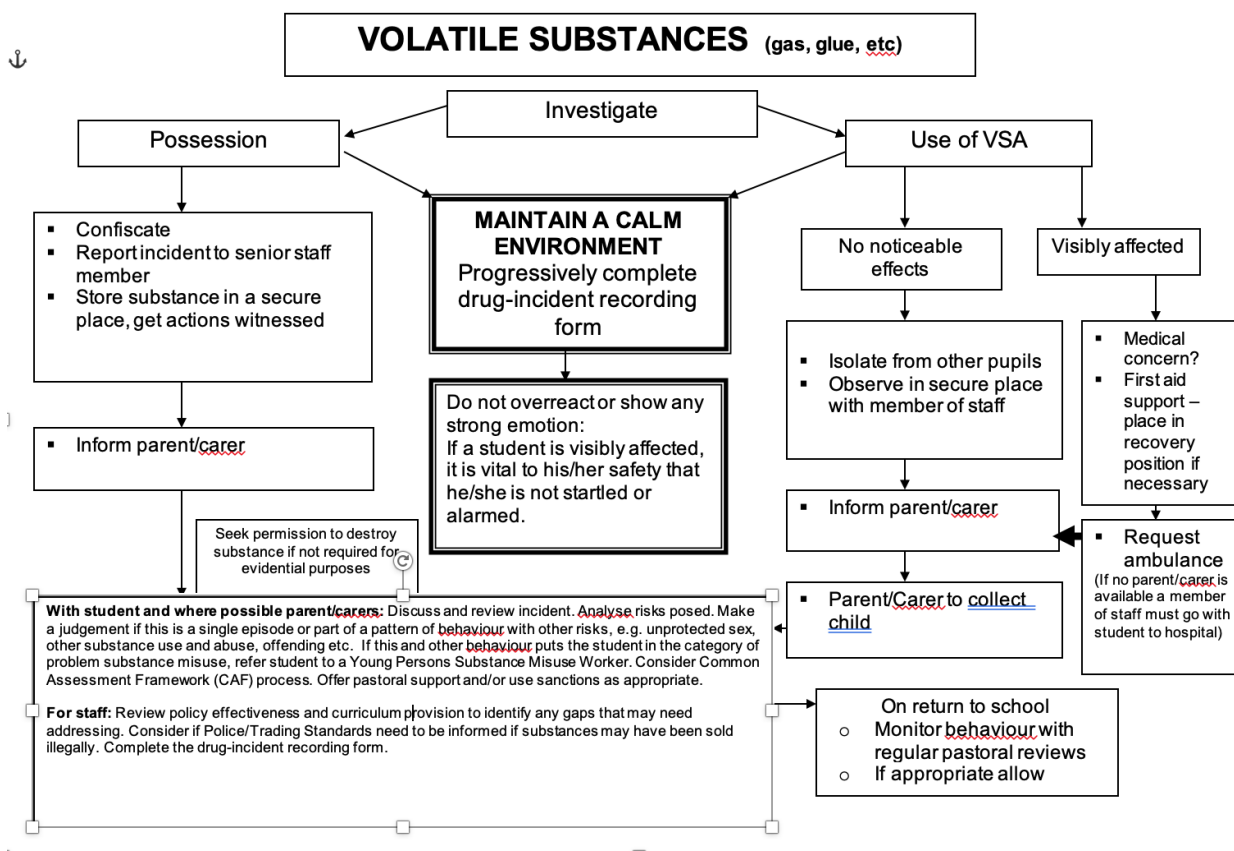 VOLATILE SUBSTANCES (gas, glue, etc)
Investigate
Possession
Use of VSA
▪ Confiscate
▪ Report incident to senior staff
member
▪ Store substance in a secure
place, get actions witnessed
MAINTAIN A CALM
ENVIRONMENT
Progressively complete
drug-incident recording
form
No noticeable
effects
Visibly affected
▪ Isolate from other pupils
▪ Observe in secure place
with member of staff
▪ Medical
concern?
▪ First aid
support –
place in
recovery
position if
necessary
Do not overreact or show any
strong emotion:
If a student is visibly affected,
it is vital to his/her safety that
he/she is not startled or
alarmed.
▪ Inform parent/carer
▪ Inform parent/carer
▪ Request
ambulance
(If no parent/carer is
available a member
of staff must go with
student to hospital)
Seek permission to destroy
substance if not required for
evidential purposes
▪ Parent/Carer to collect
child
With student and where possible parent/carers: Discuss and review incident. Analyse risks posed. Make
a judgement if this is a single episode or part of a pattern of behaviour with other risks, e.g. unprotected sex,
other substance use and abuse, offending etc. If this and other behaviour puts the student in the category of
problem substance misuse, refer student to a Young Persons Substance Misuse Worker. Consider Common
Assessment Framework (CAF) process. Offer pastoral support and/or use sanctions as appropriate.
For staff: Review policy effectiveness and curriculum provision to identify any gaps that may need
addressing. Consider if Police/Trading Standards need to be informed if substances may have been sold
illegally. Complete the drug-incident recording form.
On return to school
o Monitor behaviour with
regular pastoral reviews
o If appropriate allow